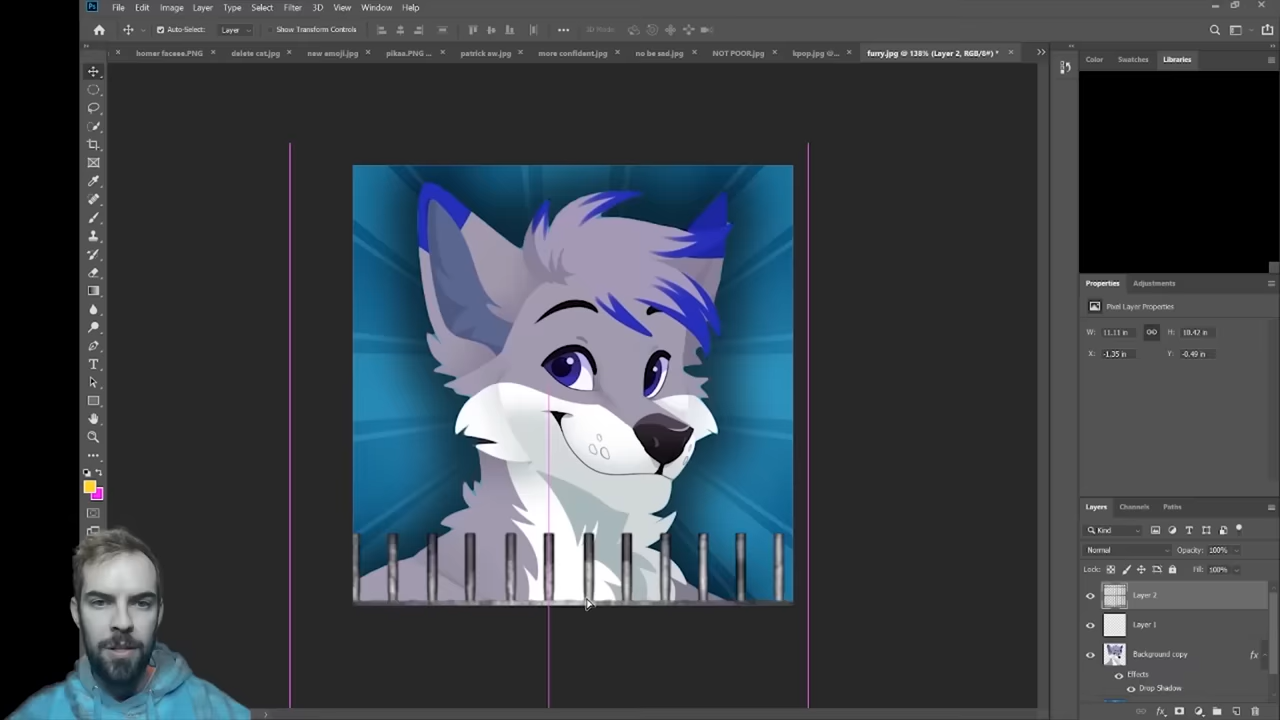 Ps File Edit Image Layer Type Select Filter 3D View Window Help
Auto-Select: Layer Show Transform Controls 3D Mode:
homer faceee.PNG delete cat.jpg new emoji.jpg pikaa.PNG ... patrick aw.jpg more confident.jpg no be sad.jpg NOT POOR.jpg kpop.jpg @... furry.jpg @ 138% (Layer 2, RGB/8#) *
Color Swatches Libraries
Properties Adjustments
Pixel Layer Properties
W: 11.11 in H: 10.42 in
X: -1.35 in Y: -0.49 in
Layers Channels Paths
Kind
Normal Opacity: 100%
Lock: Fill: 100%
Layer 2
Layer 1
Background copy fx
Effects
Drop Shadow